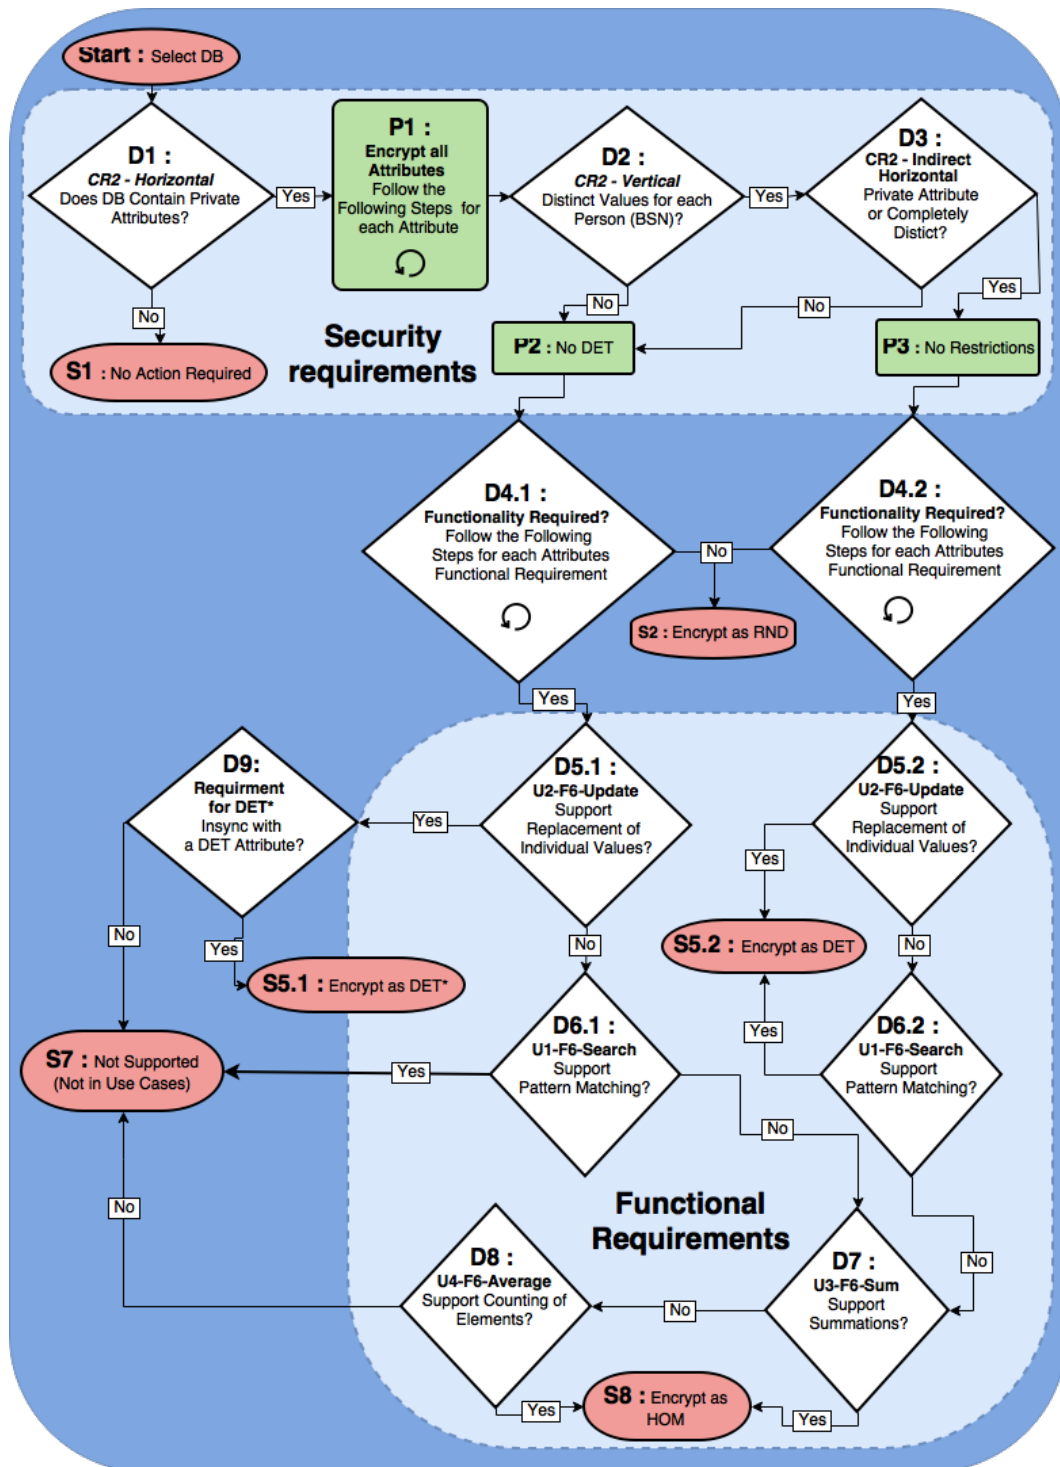 Start : Select DB
D1 :
CR2 - Horizontal
Does DB Contain Private
Attributes?
Yes
P1 :
Encrypt all
Attributes
Follow the
Following Steps for
each Attribute
D2 :
CR2 - Vertical
Distinct Values for each
Person (BSN)?
Yes
D3 :
CR2 - Indirect
Horizontal
Private Attribute
or Completely
Distict?
No
No
No
Yes
S1 : No Action Required
Security
requirements
P2 : No DET
P3 : No Restrictions
D4.1 :
Functionality Required?
Follow the Following
Steps for each Attributes
Functional Requirement
No
D4.2 :
Functionality Required?
Follow the Following
Steps for each Attributes
Functional Requirement
S2 : Encrypt as RND
Yes
Yes
D9:
Requirment
for DET*
Insync with
a DET Attribute?
Yes
D5.1 :
U2-F6-Update
Support
Replacement of
Individual Values?
D5.2 :
U2-F6-Update
Support
Replacement of
Individual Values?
Yes
No
Yes
No
No
S5.1 : Encrypt as DET*
S5.2 : Encrypt as DET
S7 : Not Supported
(Not in Use Cases)
Yes
D6.1 :
U1-F6-Search
Support
Pattern Matching?
Yes
D6.2 :
U1-F6-Search
Support
Pattern Matching?
No
No
No
Functional
Requirements
D8 :
U4-F6-Average
Support Counting of
Elements?
No
D7 :
U3-F6-Sum
Support
Summations?
Yes
S8 : Encrypt as
HOM
Yes